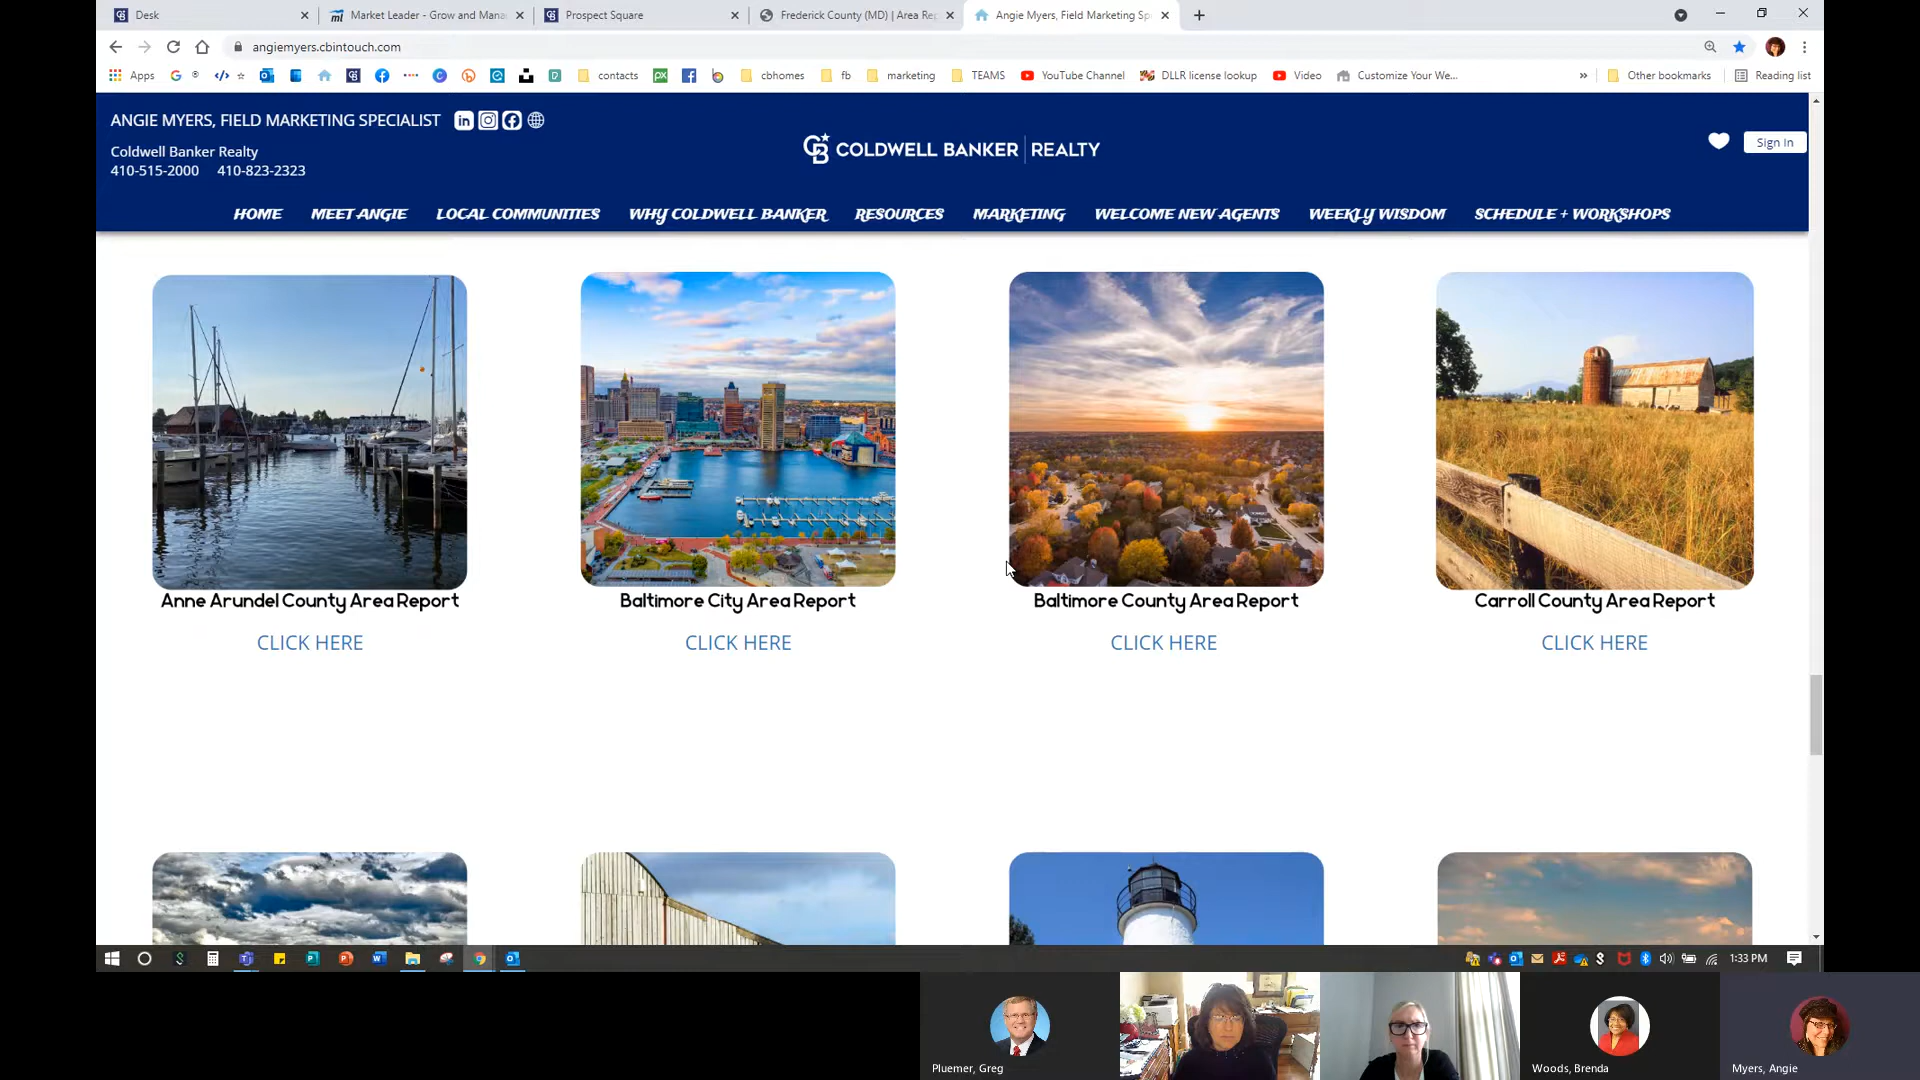 Desk
Market Leader - Grow and Mana
Prospect Square
Frederick County (MD) | Area Rep
Angie Myers, Field Marketing Sp
angiemyers.cbintouch.com
Apps
contacts
cbhomes
fb
marketing
TEAMS
YouTube Channel
DLLR license lookup
Video
Customize Your We...
Other bookmarks
Reading list
ANGIE MYERS, FIELD MARKETING SPECIALIST
Coldwell Banker Realty
410-515-2000 410-823-2323
COLDWELL BANKER REALTY
Sign In
HOME MEET ANGIE LOCAL COMMUNITIES WHY COLDWELL BANKER RESOURCES MARKETING WELCOME NEW AGENTS WEEKLY WISDOM SCHEDULE + WORKSHOPS
Anne Arundel County Area Report
CLICK HERE
Baltimore City Area Report
CLICK HERE
Baltimore County Area Report
CLICK HERE
Carroll County Area Report
CLICK HERE
1:33 PM
Pluemer, Greg
Woods, Brenda
Myers, Angie